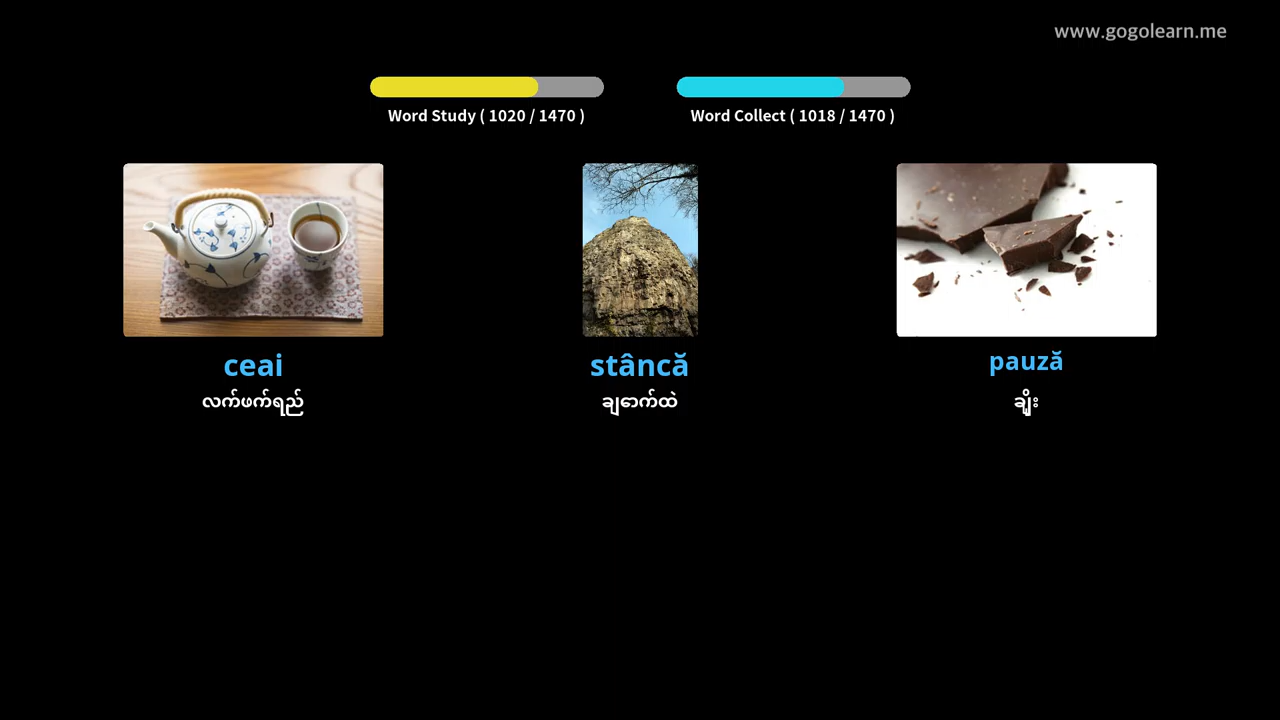 www.gogolearn.me
Word Study ( 1020 / 1470 )
Word Collect ( 1018 / 1470 )
ceai
stâncă
pauză
လက်ဖက်ရည်
ချောက်ထဲ
ချိုး